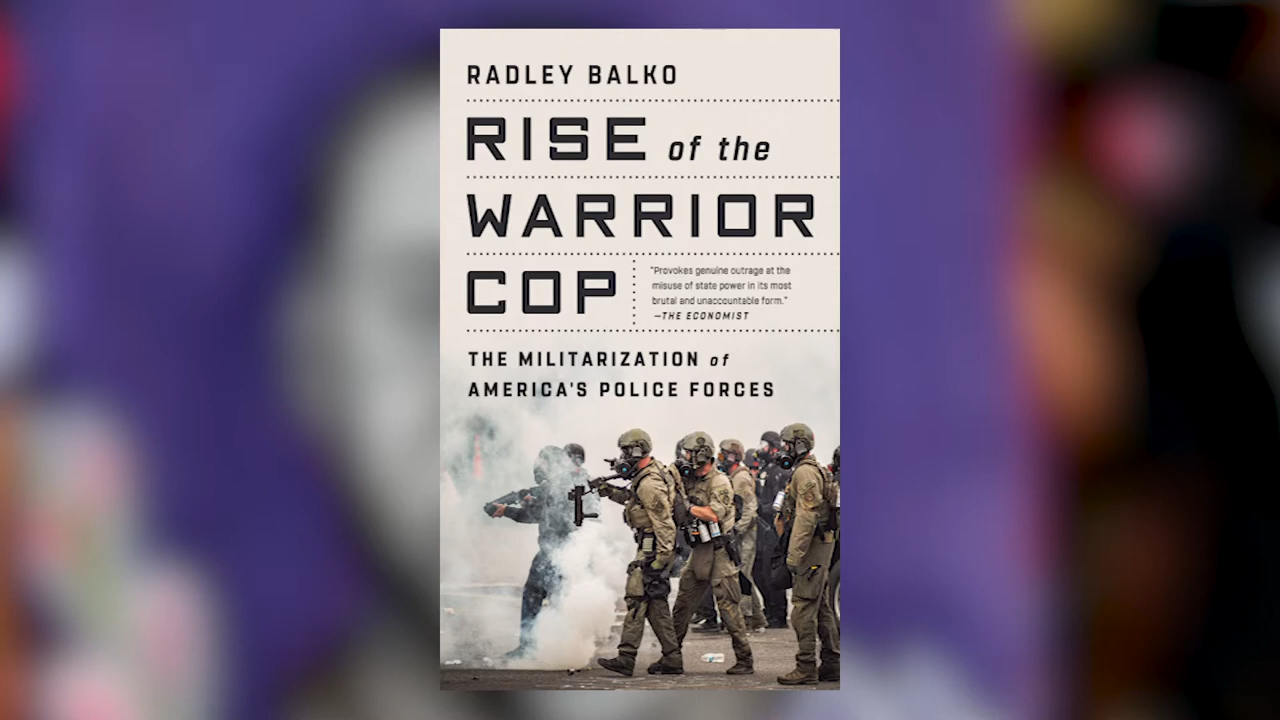 RADLEY BALKO
RISE of the
WARRIOR
COP
"Provokes genuine outrage at the
misuse of state power in its most
brutal and unaccountable form."
—THE ECONOMIST
THE MILITARIZATION of
AMERICA'S POLICE FORCES